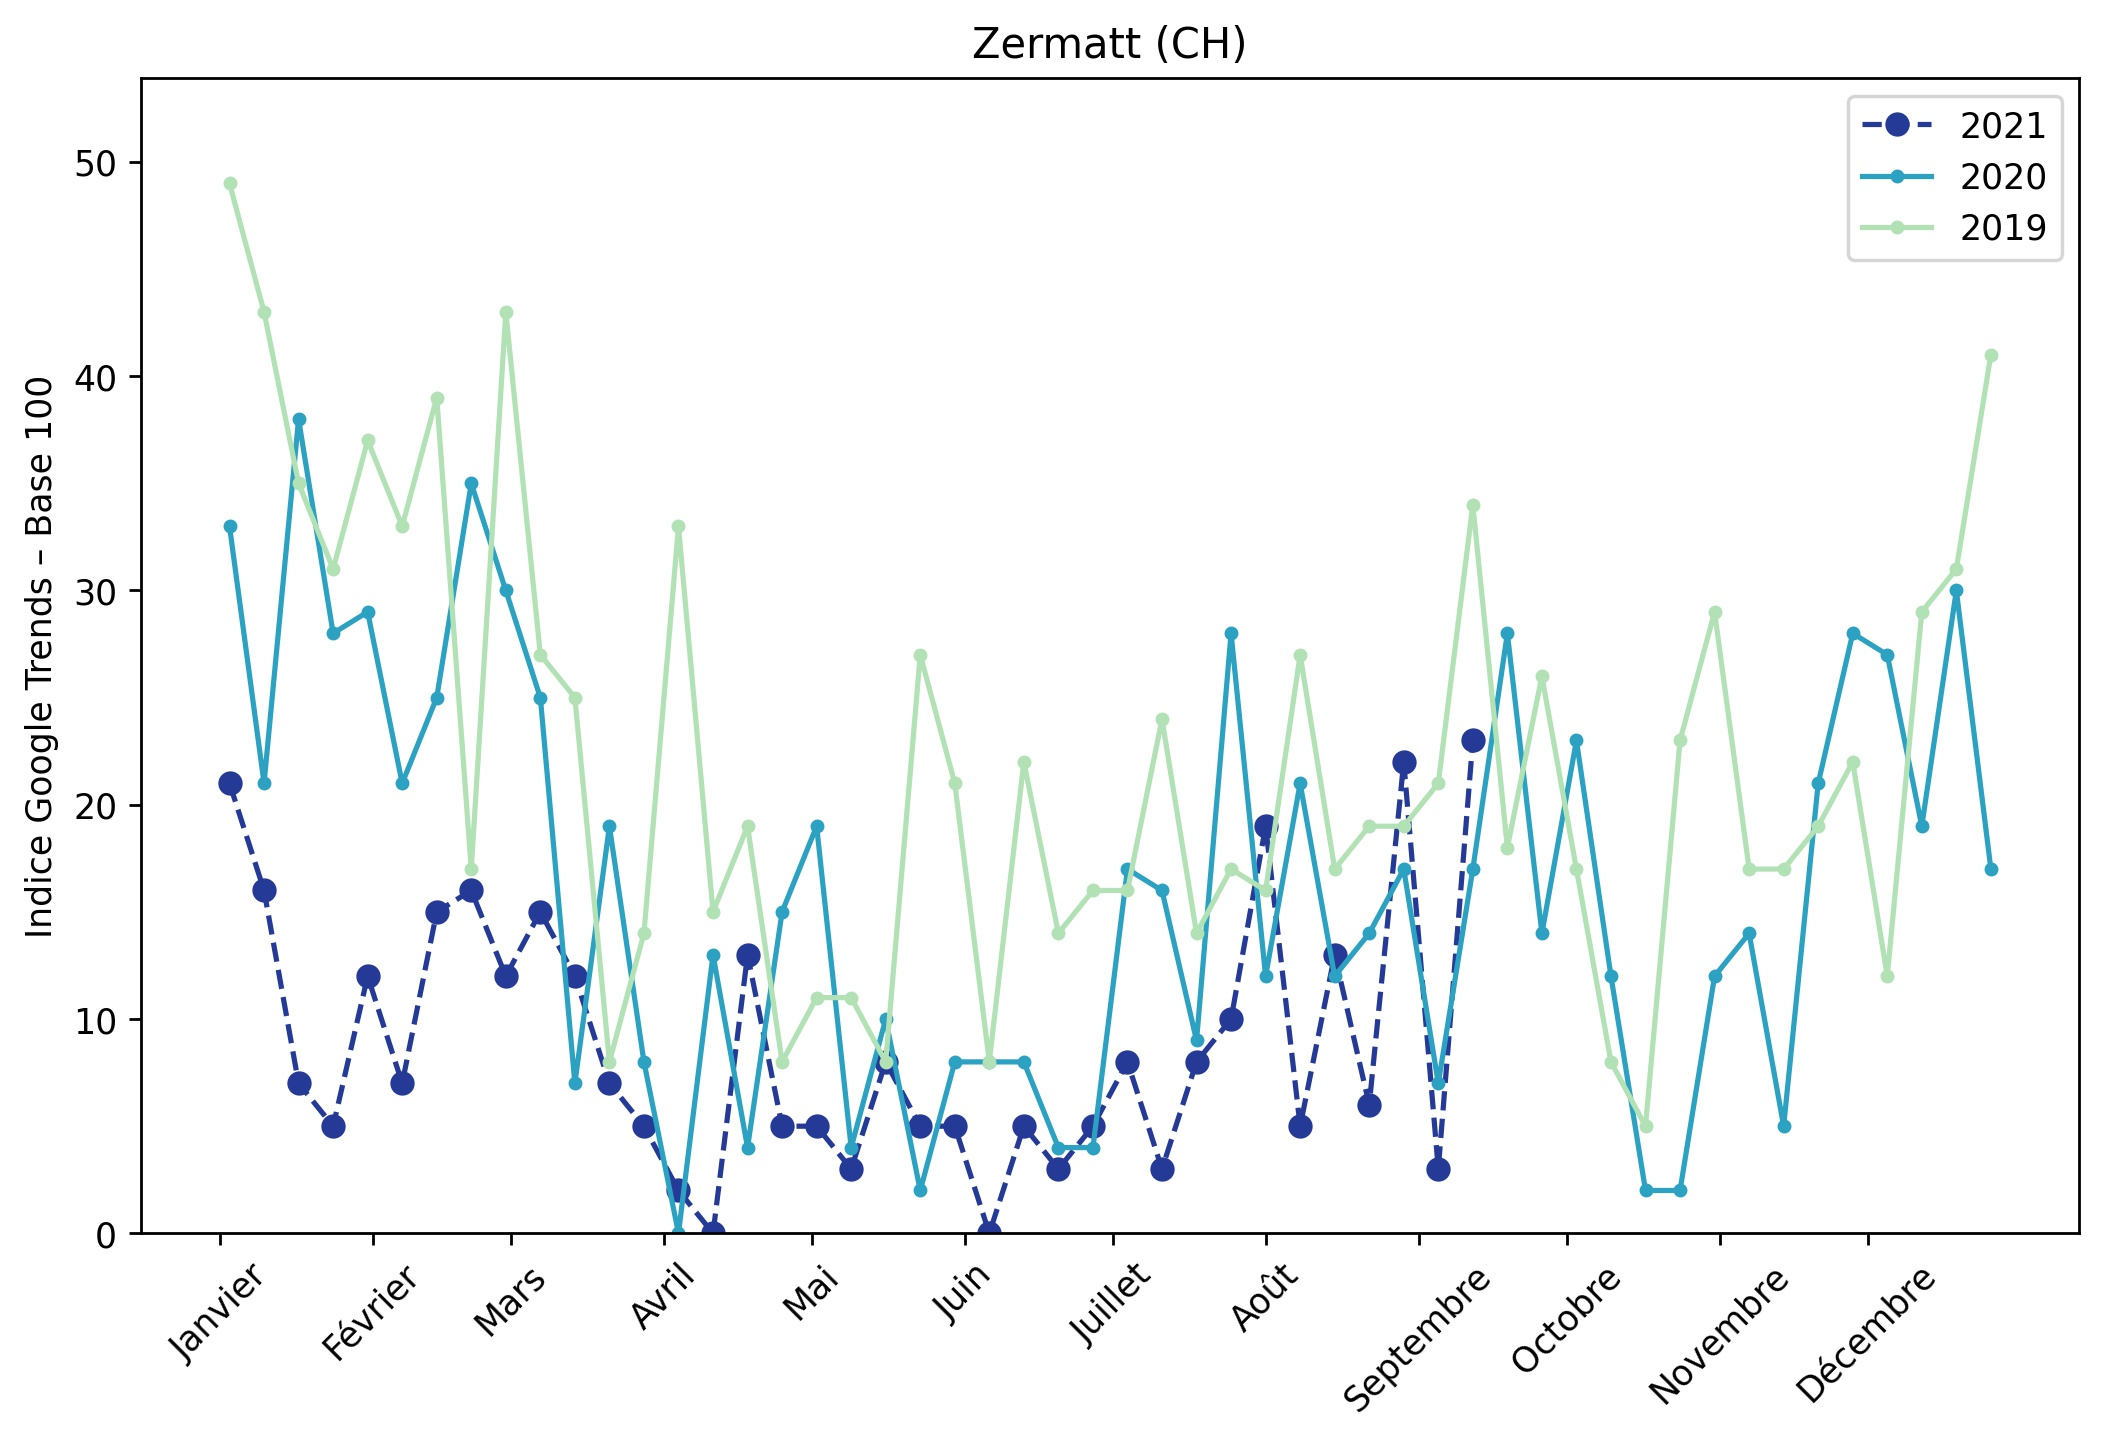 Zermatt (CH)
2021
2020
2019
Indice Google Trends – Base 100
50
40
30
20
10
0
Janvier
Février
Mars
Avril
Mai
Juin
Juillet
Août
Septembre
Octobre
Novembre
Décembre